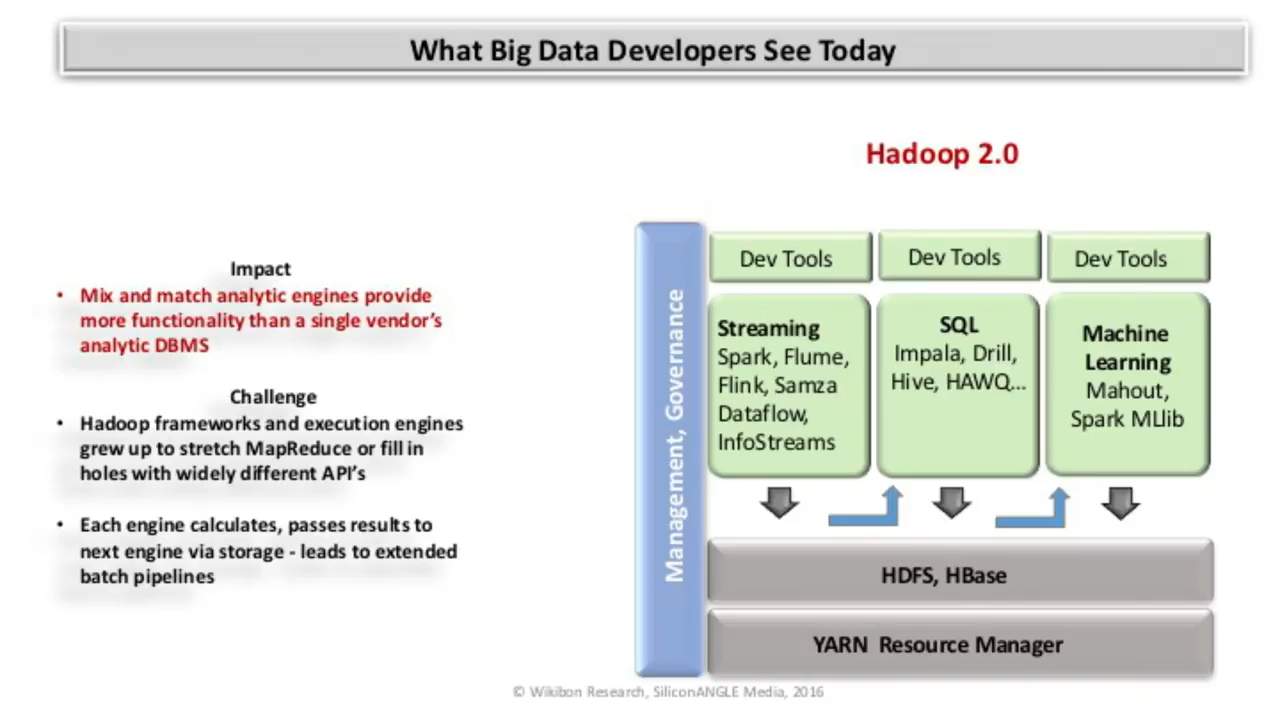 What Big Data Developers See Today
Hadoop 2.0
Impact
• Mix and match analytic engines provide
more functionality than a single vendor's
analytic DBMS
Challenge
• Hadoop frameworks and execution engines
grew up to stretch MapReduce or fill in
holes with widely different API's
• Each engine calculates, passes results to
next engine via storage - leads to extended
batch pipelines
Management, Governance
Dev Tools
Dev Tools
Dev Tools
Streaming
Spark, Flume,
Flink, Samza
Dataflow,
InfoStreams
SQL
Impala, Drill,
Hive, HAWQ...
Machine
Learning
Mahout,
Spark MLlib
HDFS, HBase
YARN Resource Manager
© Wikibon Research, SiliconANGLE Media, 2016